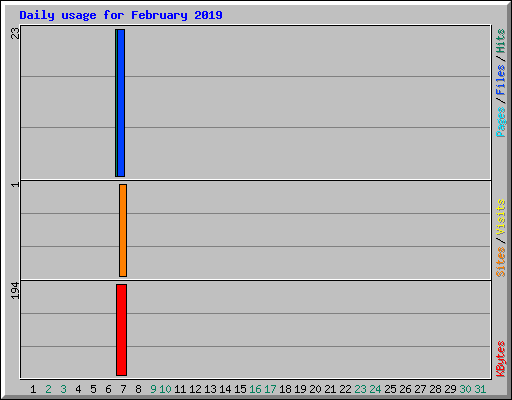 Daily usage for February 2019
23
Pages/Files/Hits
1
Sites/Visits
194
KBytes
1 2 3 4 5 6 7 8 9 10 11 12 13 14 15 16 17 18 19 20 21 22 23 24 25 26 27 28 29 30 31